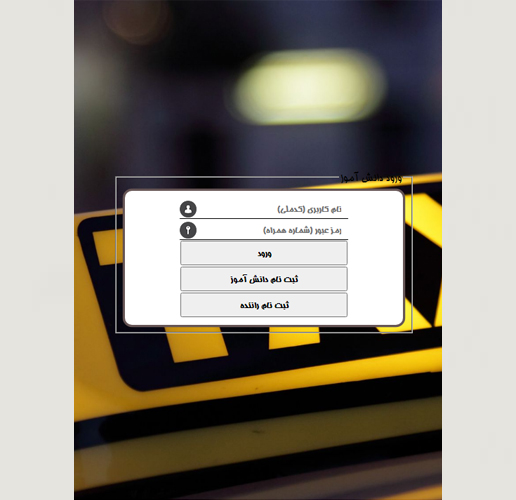 ورود دانش آموز
نام کاربری (کدملی)
رمز عبور (شماره همراه)
ورود
ثبت نام دانش آموز
ثبت نام راننده